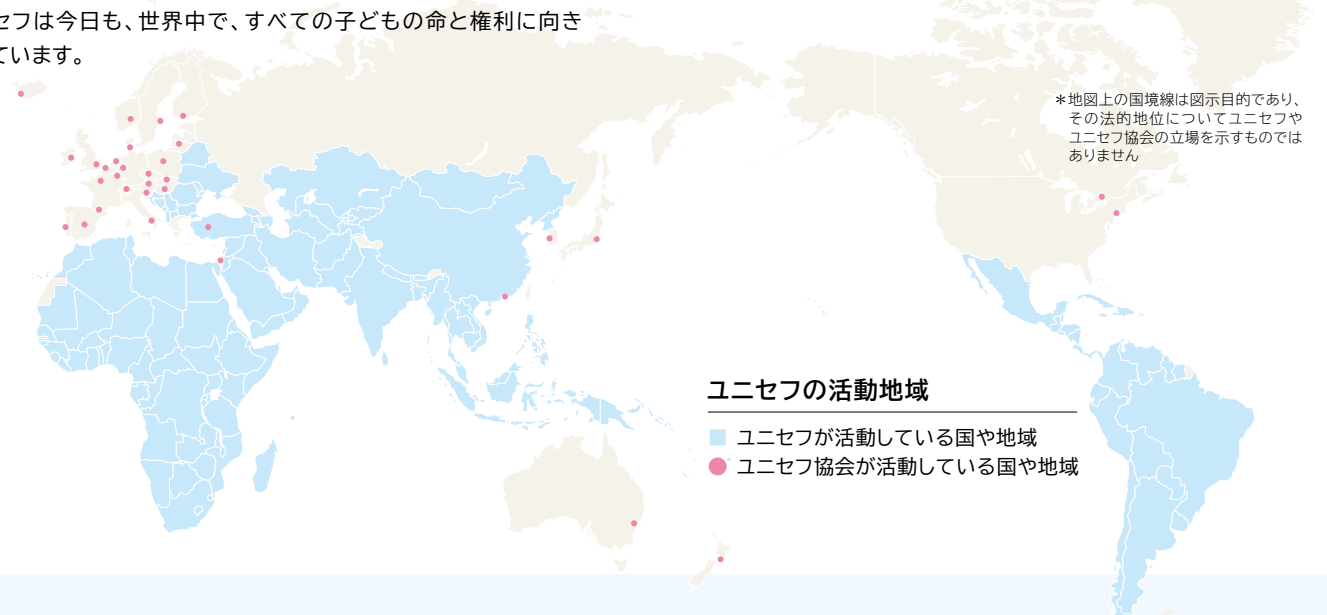 セフは今日も、世界中で、すべての子どもの命と権利に向き
ています。
＊地図上の国境線は図示目的であり、
その法的地位についてユニセフや
ユニセフ協会の立場を示すものでは
ありません
ユニセフの活動地域
ユニセフが活動している国や地域
ユニセフ協会が活動している国や地域